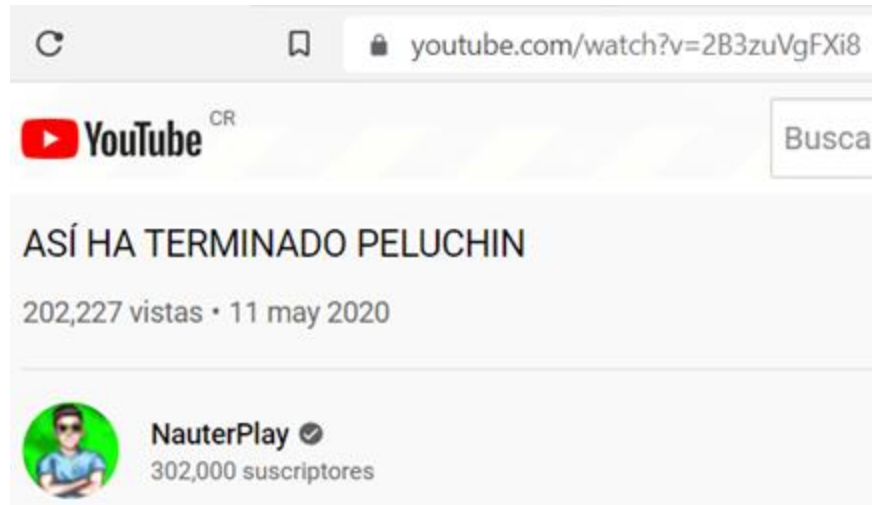 youtube.com/watch?v=2B3zuVgFXi8
YouTube CR
Busca
ASÍ HA TERMINADO PELUCHIN
202,227 vistas • 11 may 2020
NauterPlay
302,000 suscriptores